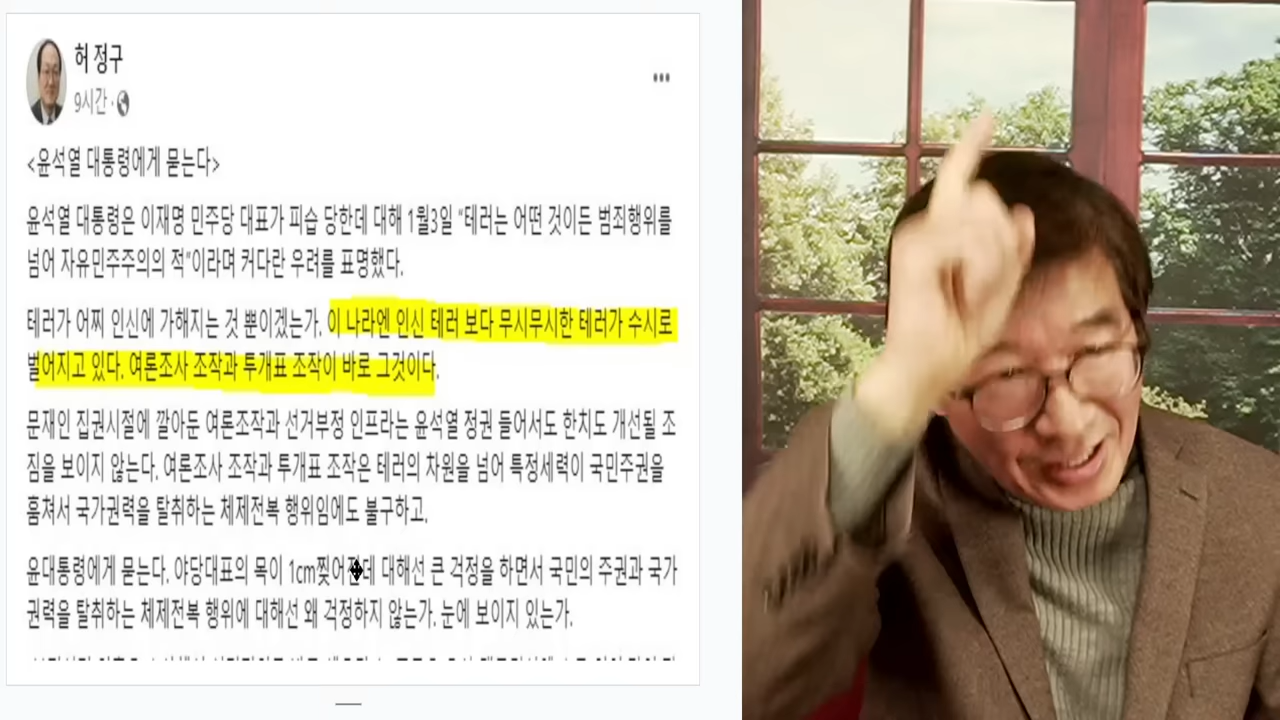 허 정구
9시간
<윤석열 대통령에게 묻는다>
윤석열 대통령은 이재명 민주당 대표가 피습 당한데 대해 1월3일 "테러는 어떤 것이든 범죄행위를
넘어 자유민주주의의 적"이라며 커다란 우려를 표명했다.
테러가 어찌 인신에 가해지는 것 뿐이겠는가. 이 나라엔 인신 테러 보다 무시무시한 테러가 수시로
벌어지고 있다. 여론조사 조작과 투개표 조작이 바로 그것이다.
문재인 집권시절에 깔아둔 여론조작과 선거부정 인프라는 윤석열 정권 들어서도 한치도 개선될 조
짐을 보이지 않는다. 여론조사 조작과 투개표 조작은 테러의 차원을 넘어 특정세력이 국민주권을
훔쳐서 국가권력을 탈취하는 체제전복 행위임에도 불구하고.
윤대통령에게 묻는다. 야당대표의 목이 1cm찢어진데 대해선 큰 걱정을 하면서 국민의 주권과 국가
권력을 탈취하는 체제전복 행위에 대해선 왜 걱정하지 않는가. 눈에 보이지 있는가.